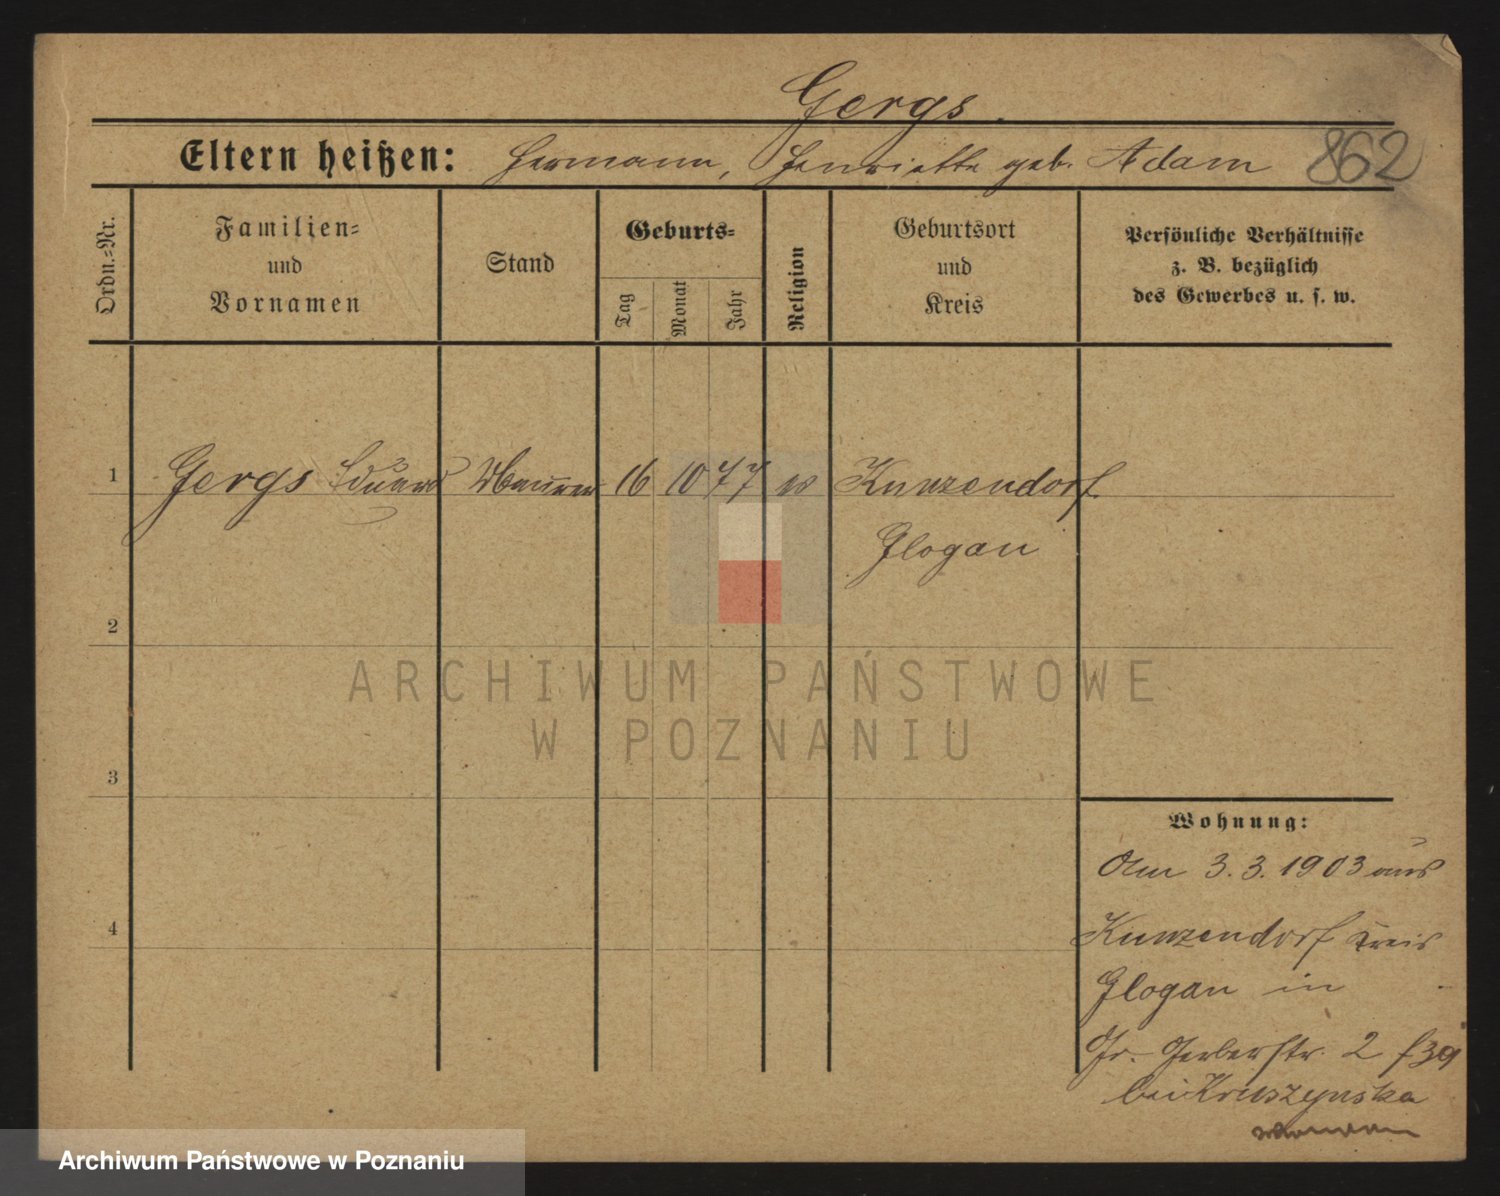 Gergs.
Eltern heißen: Hermann, Henriette geb. Adam
862
Ordn.-Nr.
Familien-
und
Vornamen
Stand
Geburts-
Tag
Monat
Jahr
Religion
Geburtsort
und
Kreis
Persönliche Verhältnisse
z. B. bezüglich
des Gewerbes u. s. w.
1 Gergs Eduard Maurer 16 10 77 Kunzendorf
Glogau
2
3
4
Wohnung:
Am 3.3.1903 aus
Kunzendorf Kreis
Glogau in
Gr. Gerberstr. 2
bei Kruszynska
ARCHIWUM PAŃSTWOWE
W POZNANIU
Archiwum Państwowe w Poznaniu